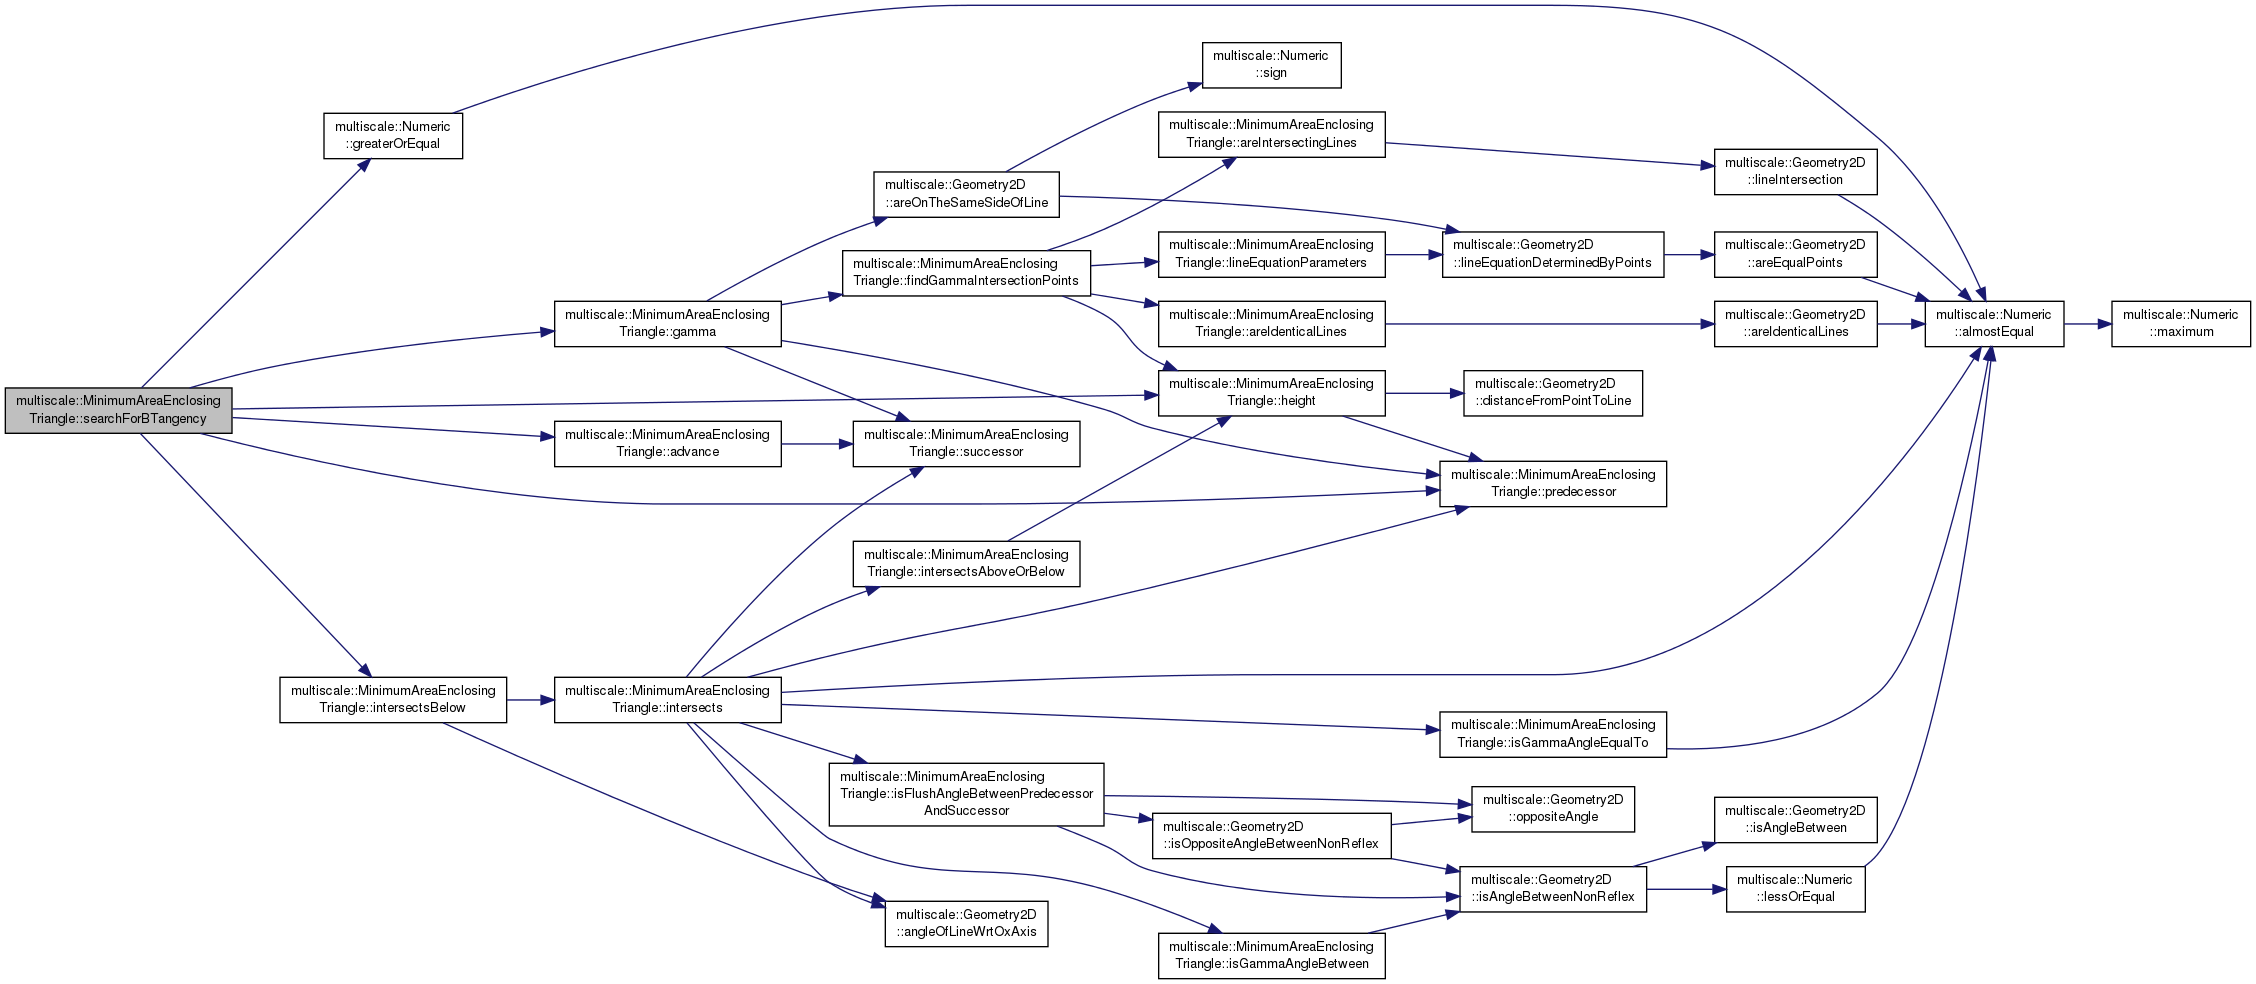 multiscale::MinimumAreaEnclosing
Triangle::searchForBTangency
multiscale::Numeric
::greaterOrEqual
multiscale::MinimumAreaEnclosing
Triangle::intersectsBelow
multiscale::MinimumAreaEnclosing
Triangle::gamma
multiscale::MinimumAreaEnclosing
Triangle::advance
multiscale::MinimumAreaEnclosing
Triangle::intersects
multiscale::Geometry2D
::areOnTheSameSideOfLine
multiscale::MinimumAreaEnclosing
Triangle::findGammaIntersectionPoints
multiscale::MinimumAreaEnclosing
Triangle::successor
multiscale::MinimumAreaEnclosing
Triangle::intersectsAboveOrBelow
multiscale::MinimumAreaEnclosing
Triangle::isFlushAngleBetweenPredecessor
AndSuccessor
multiscale::Geometry2D
::angleOfLineWrtOxAxis
multiscale::Numeric
::sign
multiscale::MinimumAreaEnclosing
Triangle::areIntersectingLines
multiscale::MinimumAreaEnclosing
Triangle::lineEquationParameters
multiscale::MinimumAreaEnclosing
Triangle::areIdenticalLines
multiscale::MinimumAreaEnclosing
Triangle::height
multiscale::Geometry2D
::isOppositeAngleBetweenNonReflex
multiscale::MinimumAreaEnclosing
Triangle::isGammaAngleBetween
multiscale::Geometry2D
::lineEquationDeterminedByPoints
multiscale::Geometry2D
::distanceFromPointToLine
multiscale::MinimumAreaEnclosing
Triangle::predecessor
multiscale::MinimumAreaEnclosing
Triangle::isGammaAngleEqualTo
multiscale::Geometry2D
::oppositeAngle
multiscale::Geometry2D
::isAngleBetweenNonReflex
multiscale::Geometry2D
::lineIntersection
multiscale::Geometry2D
::areEqualPoints
multiscale::Geometry2D
::areIdenticalLines
multiscale::Geometry2D
::isAngleBetween
multiscale::Numeric
::lessOrEqual
multiscale::Numeric
::almostEqual
multiscale::Numeric
::maximum